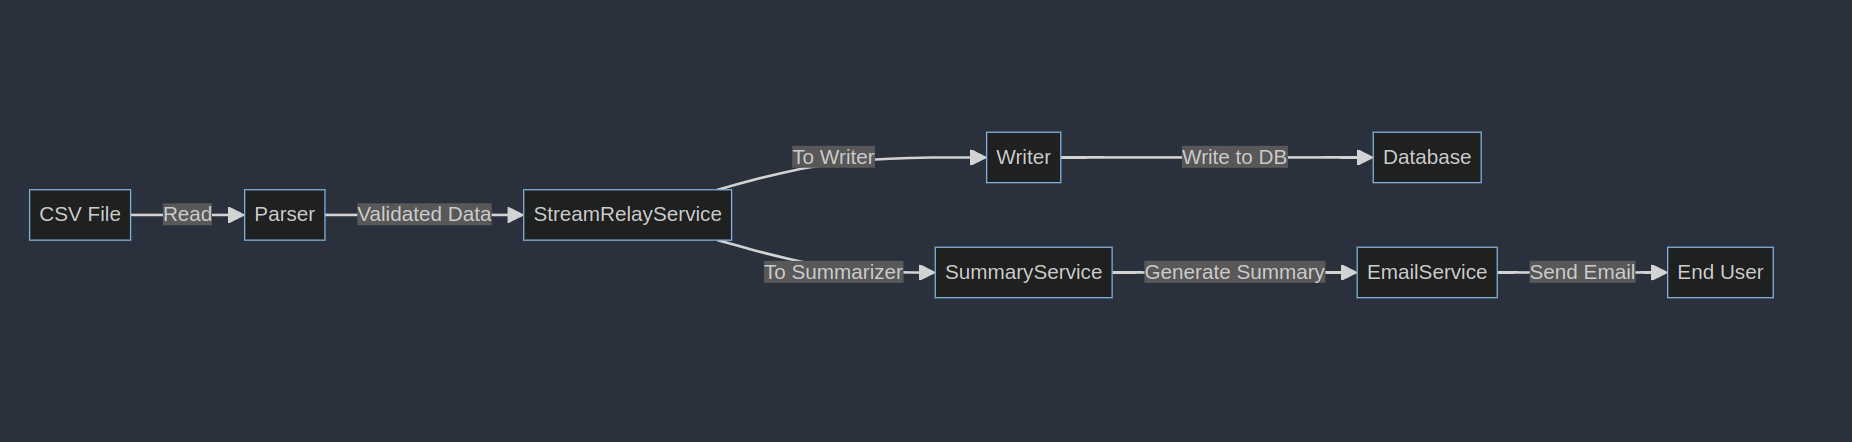 To Writer
Writer
Write to DB
Database
CSV File
Read
Parser
Validated Data
StreamRelayService
To Summarizer
SummaryService
Generate Summary
EmailService
Send Email
End User